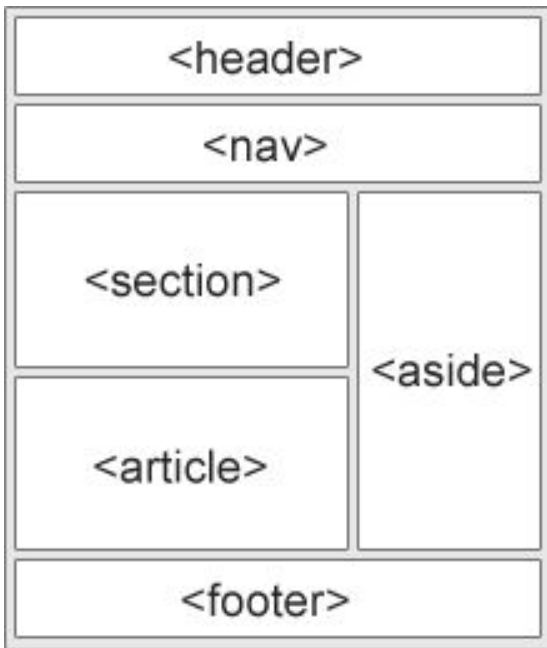 <header>
<nav>
<section>
<aside>
<article>
<footer>